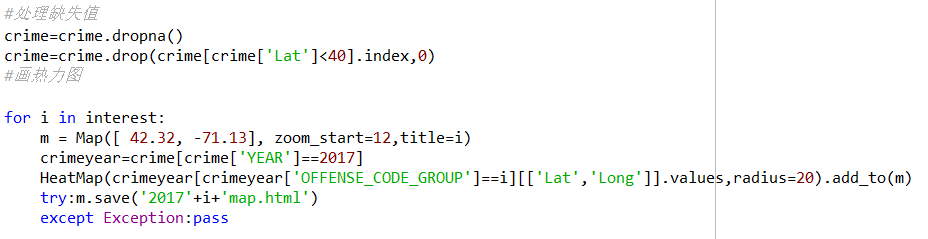 #处理缺失值
crime=crime.dropna()
crime=crime.drop(crime[crime['Lat']<40].index,0)
#画热力图
for i in interest:
    m = Map([ 42.32, -71.13], zoom_start=12,title=i)
    crimeyear=crime[crime['YEAR']==2017]
    HeatMap(crimeyear[crimeyear['OFFENSE_CODE_GROUP']==i][['Lat','Long']].values,radius=20).add_to(m)
    try:m.save('2017'+i+'map.html')
    except Exception:pass